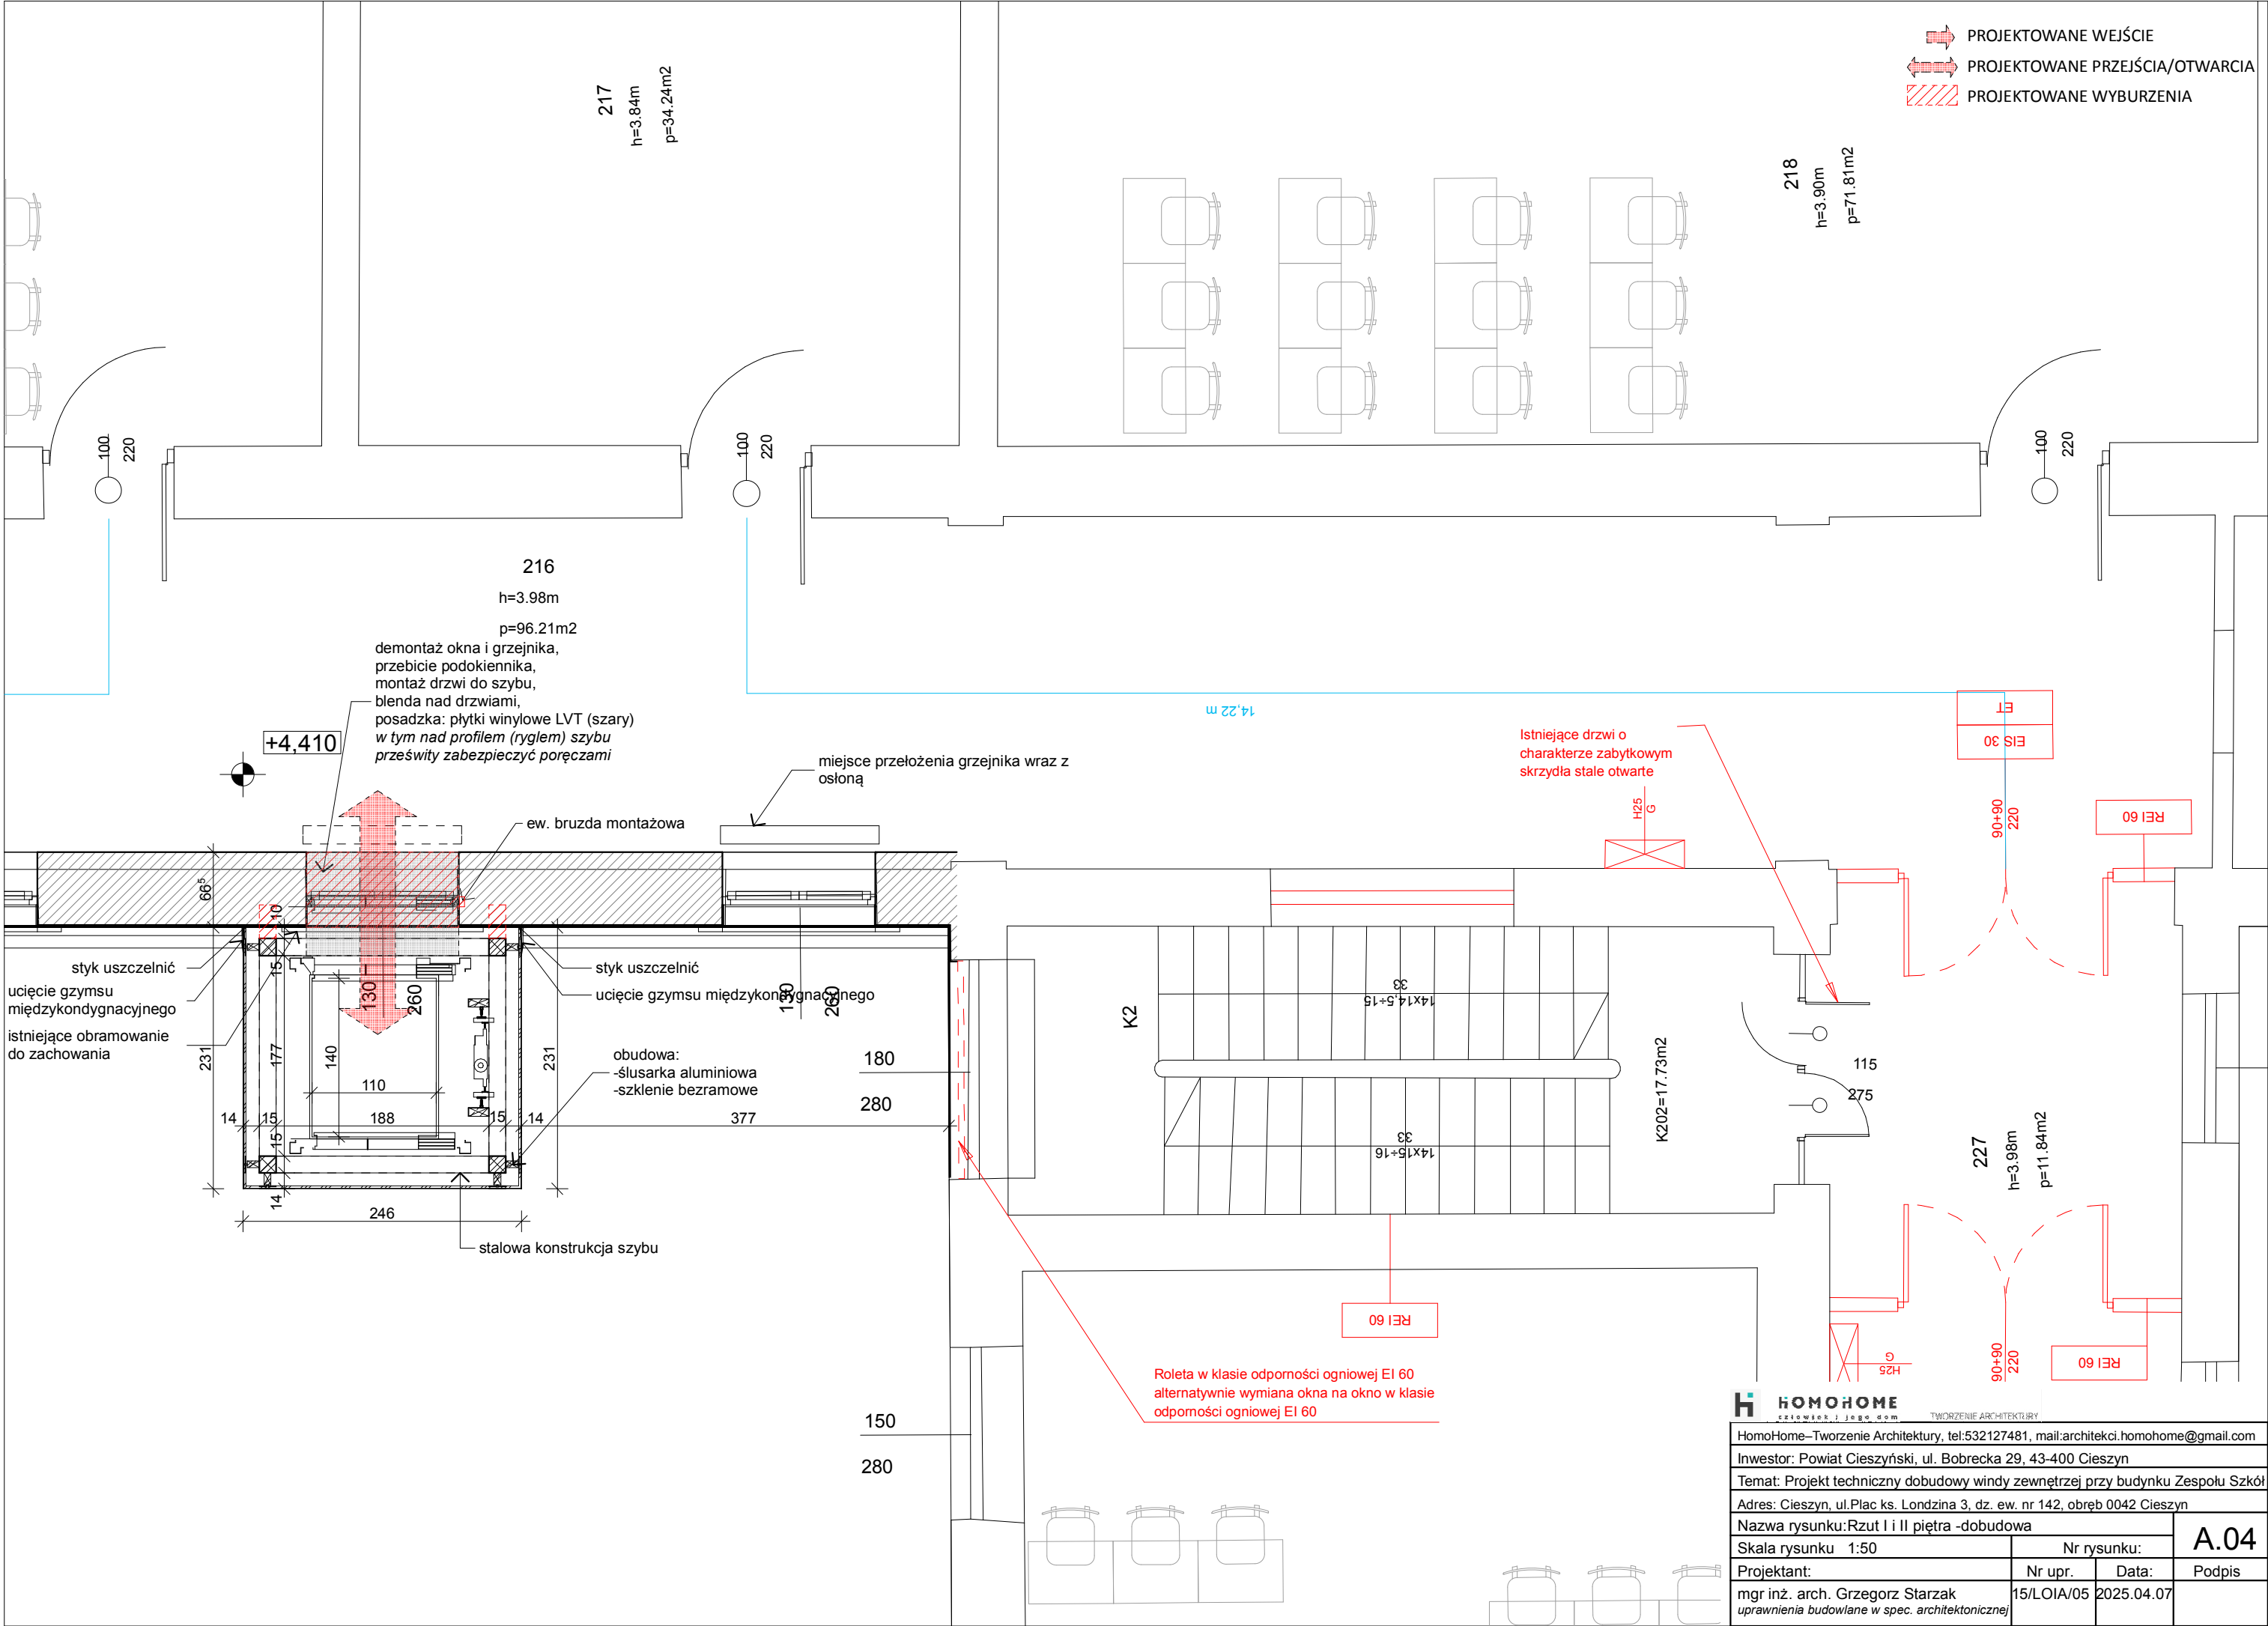 PROJEKTOWANE WEJŚCIE
PROJEKTOWANE PRZEJŚCIA/OTWARCIA
PROJEKTOWANE WYBURZENIA
217
h=3.84m
p=34.24m2
218
h=3.90m
p=71.81m2
100
220
100
220
100
220
216
h=3.98m
p=96.21m2
demontaż okna i grzejnika,
przebicie podokiennika,
montaż drzwi do szybu,
blenda nad drzwiami,
posadzka: płytki winylowe LVT (szary)
w tym nad profilem (ryglem) szybu
prześwity zabezpieczyć poręczami
+4,410
14,22 m
miejsce przełożenia grzejnika wraz z
osłoną
ew. bruzda montażowa
Istniejące drzwi o
charakterze zabytkowym
skrzydła stale otwarte
H25
G
ET
EIS 30
90+90
220
REI 60
66⁵
10
15
styk uszczelnić
ucięcie gzymsu
międzykondygnacyjnego
istniejące obramowanie
do zachowania
styk uszczelnić
ucięcie gzymsu międzykondygnacyjnego
130
260
130
260
231
177
140
110
231
obudowa:
-ślusarka aluminiowa
-szklenie bezramowe
14
15
188
15
14
377
15
14
246
stalowa konstrukcja szybu
180
280
K2
33
14x14,5÷15
33
14x15÷16
K202=17.73m2
115
275
227
h=3.98m
p=11.84m2
REI 60
Roleta w klasie odporności ogniowej EI 60
alternatywnie wymiana okna na okno w klasie
odporności ogniowej EI 60
150
280
H25
G
90+90
220
REI 60
HOMOHOME
człowiek i jego dom
TWORZENIE ARCHITEKTURY
HomoHome–Tworzenie Architektury, tel:532127481, mail:architekci.homohome@gmail.com
Inwestor: Powiat Cieszyński, ul. Bobrecka 29, 43-400 Cieszyn
Temat: Projekt techniczny dobudowy windy zewnętrzej przy budynku Zespołu Szkół
Adres: Cieszyn, ul.Plac ks. Londzina 3, dz. ew. nr 142, obręb 0042 Cieszyn
Nazwa rysunku:Rzut I i II piętra -dobudowa
Skala rysunku 1:50
Nr rysunku:
A.04
Projektant:
Nr upr.
Data:
Podpis
mgr inż. arch. Grzegorz Starzak
15/LOIA/05
2025.04.07
uprawnienia budowlane w spec. architektonicznej